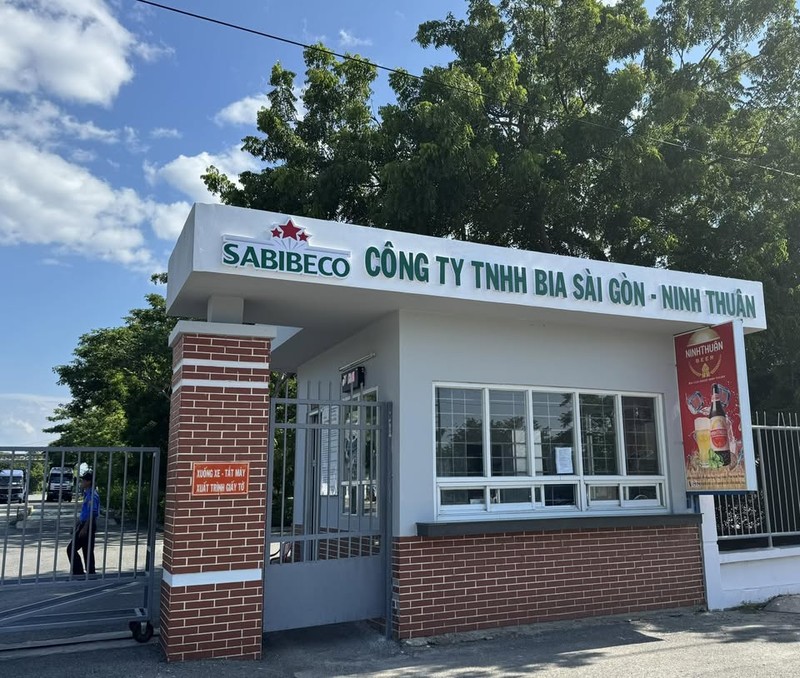 SABIBECO
CÔNG TY TNHH BIA SÀI GÒN - NINH THUẬN
NINHTHUẬN
BEER
XUỐNG XE - TẮT MÁY
XUẤT TRÌNH GIẤY TỜ